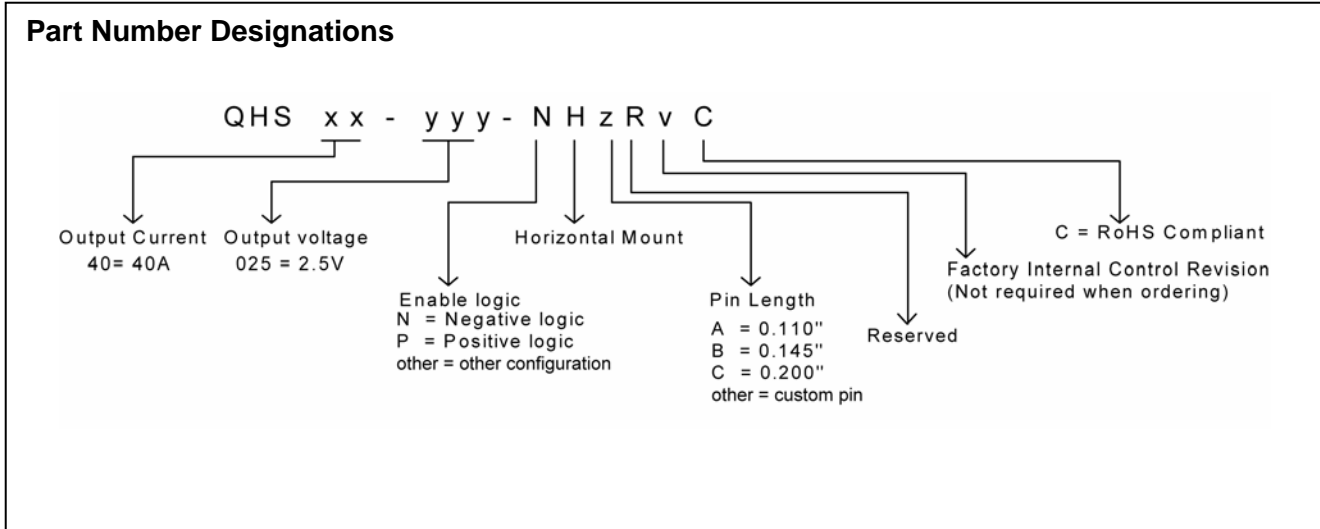 Part Number Designations
QHS xx - yyy - N H z R v C
Output Current
40= 40A
Output voltage
025 = 2.5V
Enable logic
N = Negative logic
P = Positive logic
other = other configuration
Horizontal Mount
Pin Length
A = 0.110"
B = 0.145"
C = 0.200"
other = custom pin
Reserved
Factory Internal Control Revision
(Not required when ordering)
C = RoHS Compliant